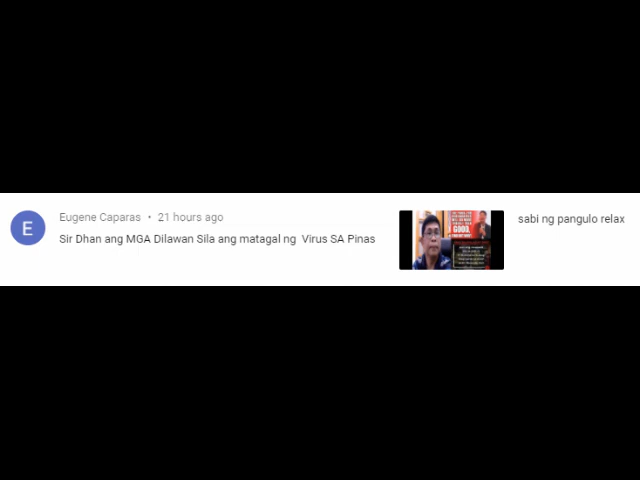 E
Eugene Caparas • 21 hours ago
Sir Dhan ang MGA Dilawan Sila ang matagal ng Virus SA Pinas
GOOD,
sabi ng pangulo relax